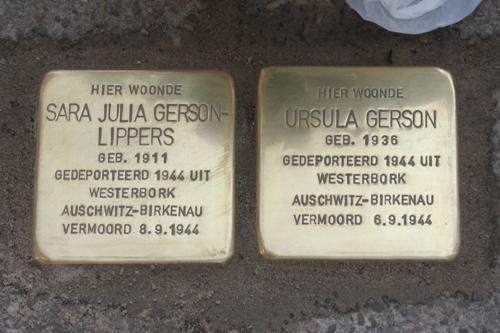 HIER WOONDE
SARA JULIA GERSON-
LIPPERS
GEB. 1911
GEDEPORTEERD 1944 UIT
WESTERBORK
AUSCHWITZ-BIRKENAU
VERMOORD 8.9.1944
HIER WOONDE
URSULA GERSON
GEB. 1936
GEDEPORTEERD 1944 UIT
WESTERBORK
AUSCHWITZ-BIRKENAU
VERMOORD 6.9.1944